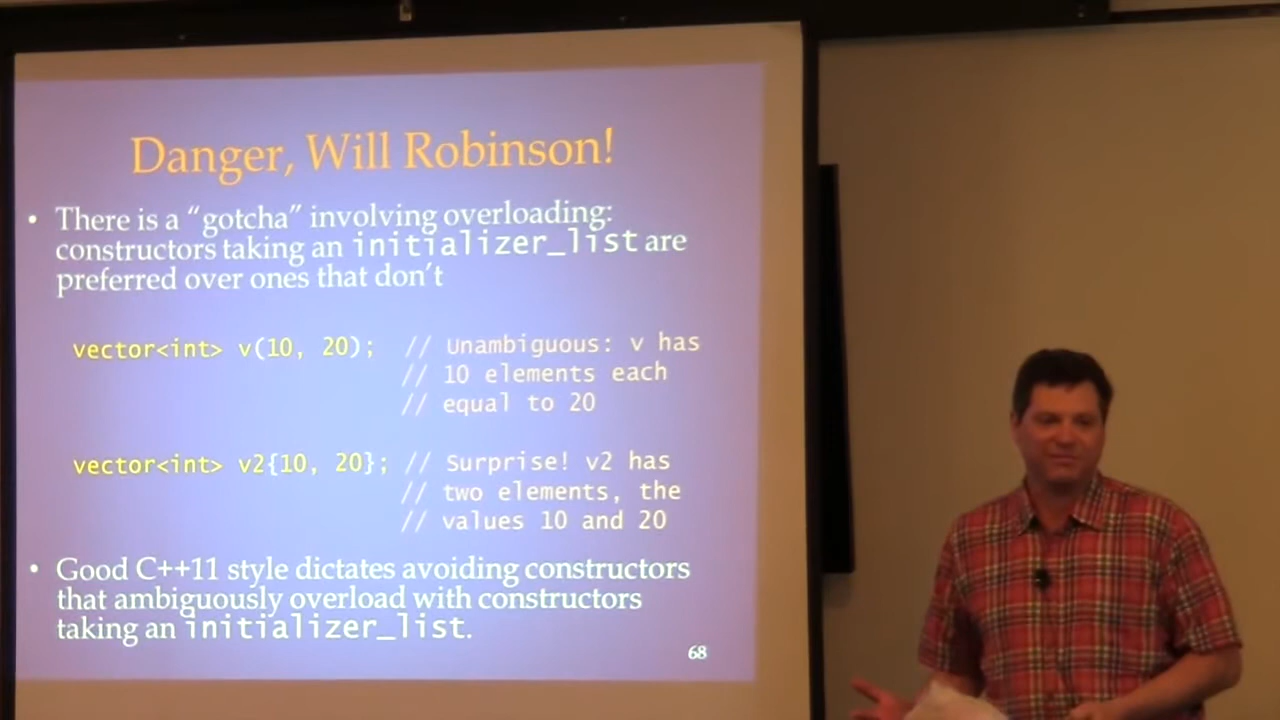 Danger, Will Robinson!
• There is a “gotcha” involving overloading:
constructors taking an initializer_list are
preferred over ones that don’t
vector<int> v(10, 20);  // Unambiguous: v has
// 10 elements each
// equal to 20
vector<int> v2{10, 20}; // Surprise! v2 has
// two elements, the
// values 10 and 20
• Good C++11 style dictates avoiding constructors
that ambiguously overload with constructors
taking an initializer_list.
68